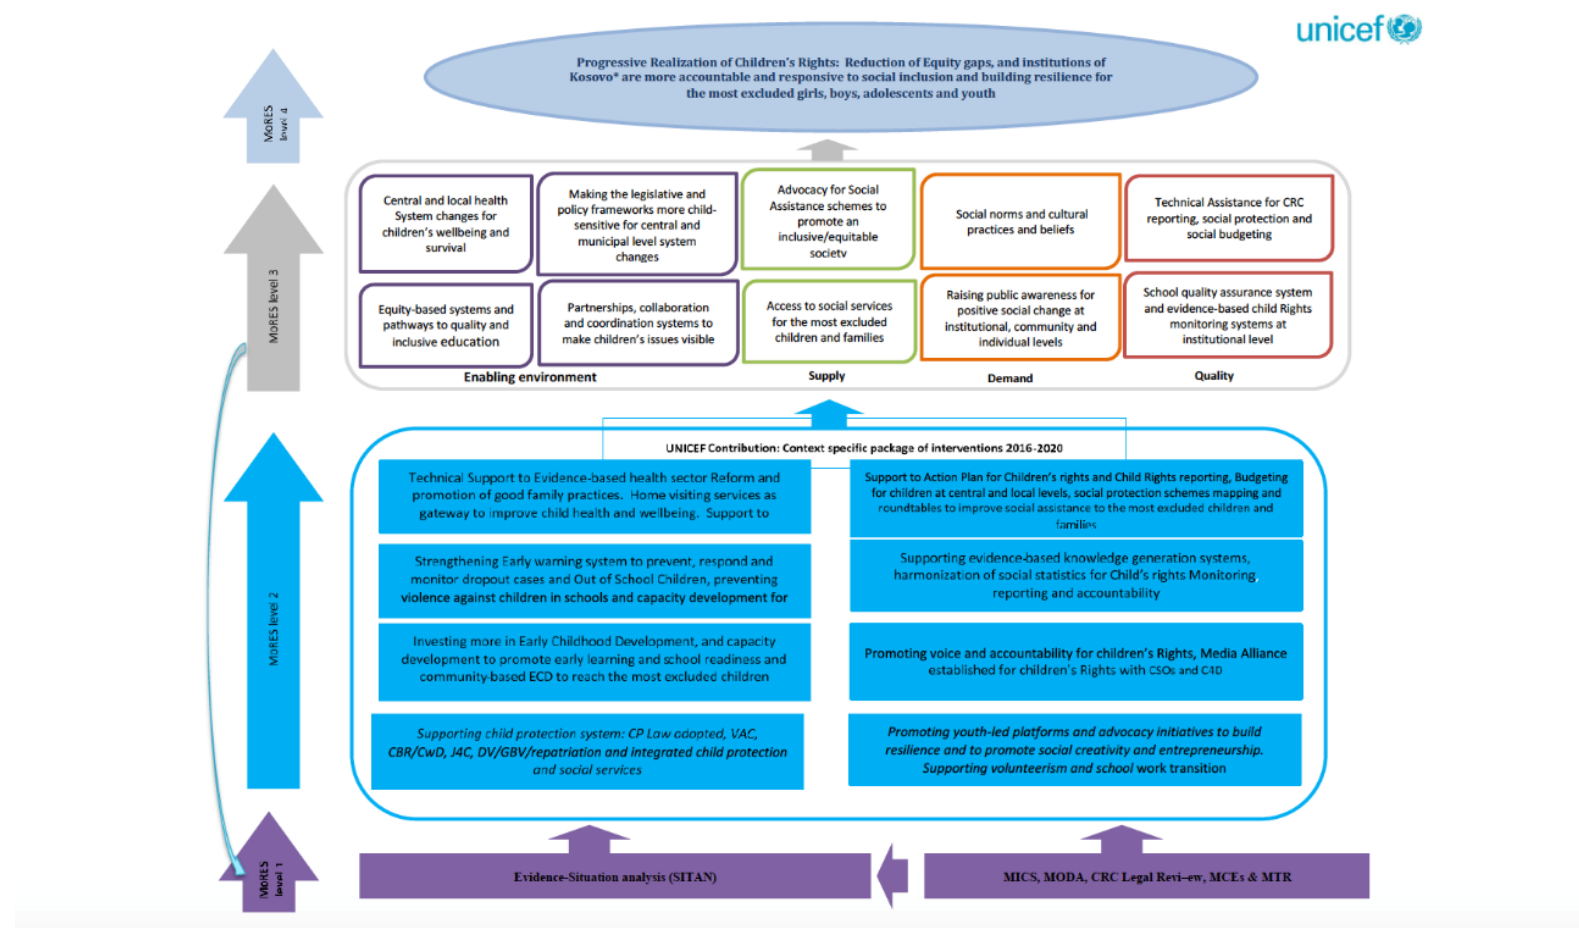 unicef
Progressive Realization of Children's Rights: Reduction of Equity gaps, and institutions of
Kosovo* are more accountable and responsive to social inclusion and building resilience for
the most excluded girls, boys, adolescents and youth
MoRES
level 4
Central and local health
System changes for
children's wellbeing and
survival
Making the legislative and
policy frameworks more child-
sensitive for central and
municipal level system
changes
Advocacy for Social
Assistance schemes to
promote an
inclusive/equitable
society
Social norms and cultural
practices and beliefs
Technical Assistance for CRC
reporting, social protection and
social budgeting
MoRES level 3
Equity-based systems and
pathways to quality and
inclusive education
Partnerships, collaboration
and coordination systems to
make children's issues visible
Access to social services
for the most excluded
children and families
Raising public awareness for
positive social change at
institutional, community and
individual levels
School quality assurance system
and evidence-based child Rights
monitoring systems at
institutional level
Enabling environment
Supply
Demand
Quality
UNICEF Contribution: Context specific package of interventions 2016-2020
Technical Support to Evidence-based health sector Reform and
promotion of good family practices. Home visiting services as
gateway to improve child health and wellbeing. Support to
Support to Action Plan for Children's rights and Child Rights reporting, Budgeting
for children at central and local levels, social protection schemes mapping and
roundtables to improve social assistance to the most excluded children and
families
MoRES level 2
Strengthening Early warning system to prevent, respond and
monitor dropout cases and Out of School Children, preventing
violence against children in schools and capacity development for
Supporting evidence-based knowledge generation systems,
harmonization of social statistics for Child's rights Monitoring,
reporting and accountability
Investing more in Early Childhood Development, and capacity
development to promote early learning and school readiness and
community-based ECD to reach the most excluded children
Promoting voice and accountability for children's Rights, Media Alliance
established for children's Rights with CSOs and C4D
Supporting child protection system: CP Law adopted, VAC,
CBR/CwD, J4C, DV/GBV/repatriation and integrated child protection
and social services
Promoting youth-led platforms and advocacy initiatives to build
resilience and to promote social creativity and entrepreneurship.
Supporting volunteerism and school work transition
MoRES
level 1
Evidence-Situation analysis (SITAN)
MICS, MODA, CRC Legal Revi–ew, MCEs & MTR